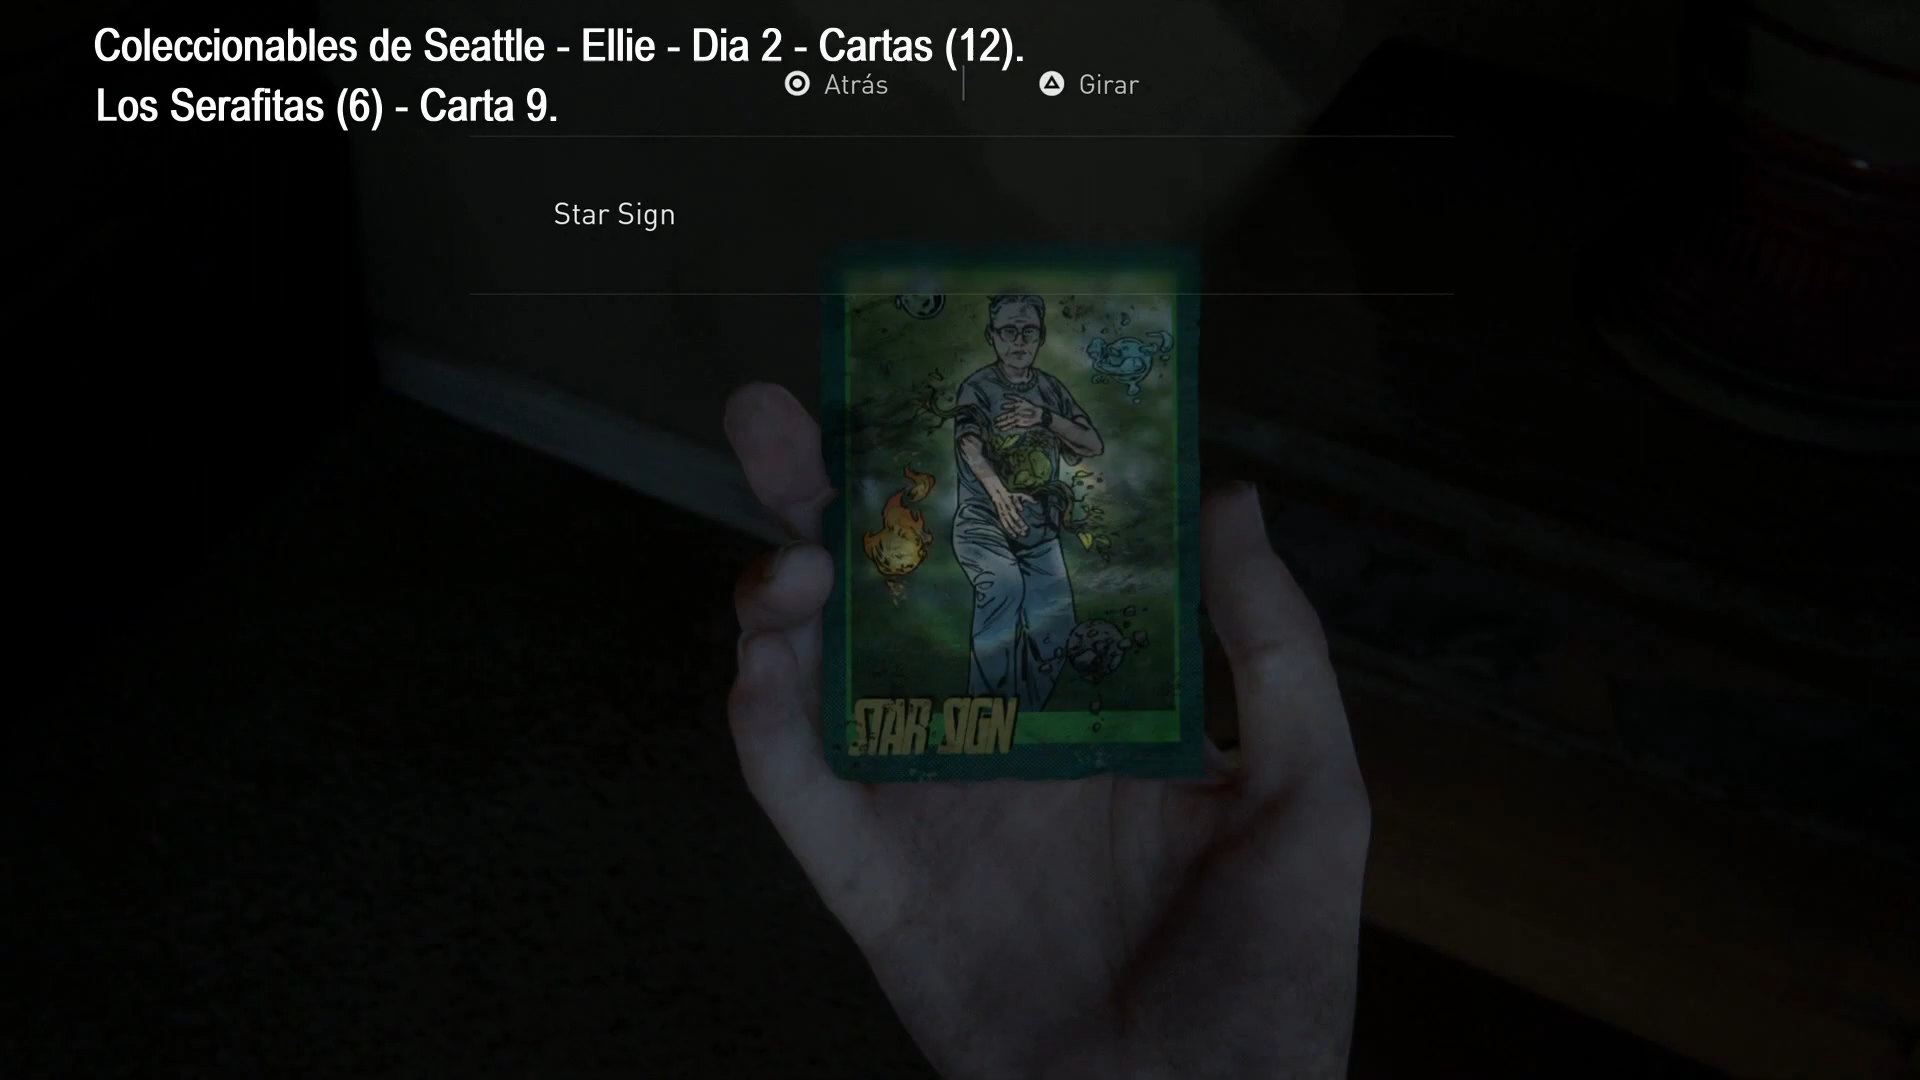 Coleccionables de Seattle - Ellie - Dia 2 - Cartas (12).
Atrás
Girar
Los Serafitas (6) - Carta 9.
Star Sign
STAR SIGN